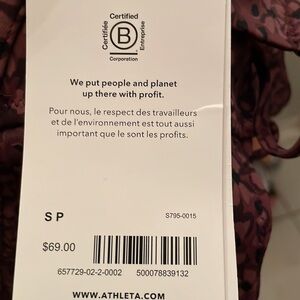 Certified
Certifiée
B
Entreprise
Corporation
We put people and planet
up there with profit.
Pour nous, le respect des travailleurs
et de l'environnement est tout aussi
important que le sont les profits.
S P
S795-0015
$69.00
657729-02-2-0002 500078839132
WWW.ATHLETA.COM